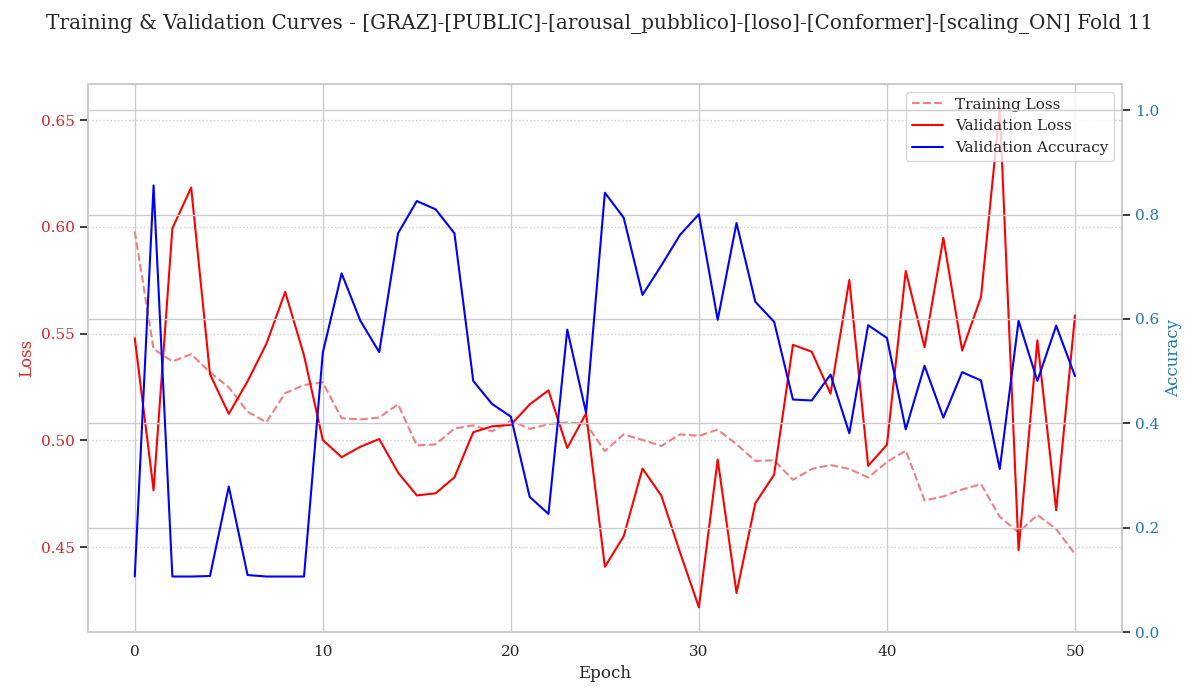 Training & Validation Curves - [GRAZ]-[PUBLIC]-[arousal_pubblico]-[loso]-[Conformer]-[scaling_ON] Fold 11
Training Loss
Validation Loss
Validation Accuracy
0.65
0.60
0.55
0.50
0.45
Loss
1.0
0.8
0.6
0.4
0.2
0.0
Accuracy
0
10
20
30
40
50
Epoch